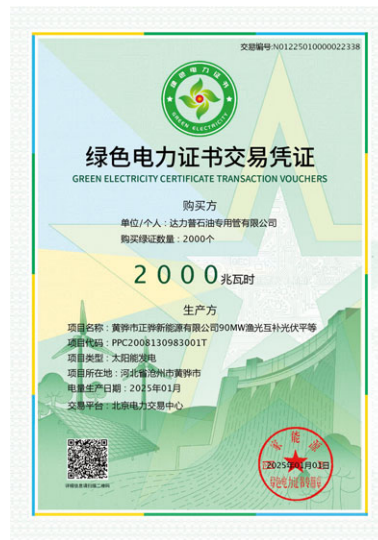 交易编号:N01225010000022338
绿色电力证书
GREEN ELECTRICITY
绿色电力证书交易凭证
GREEN ELECTRICITY CERTIFICATE TRANSACTION VOUCHERS
购买方
单位/个人：达力普石油专用管有限公司
购买绿证数量：2000个
2000兆瓦时
生产方
项目名称：黄骅市正骅新能源有限公司90MW渔光互补光伏平等
项目代码：PPC2008130983001T
项目类型：太阳能发电
项目所在地：河北省沧州市黄骅市
电量生产日期：2025年01月
交易平台：北京电力交易中心
2025年01月01日